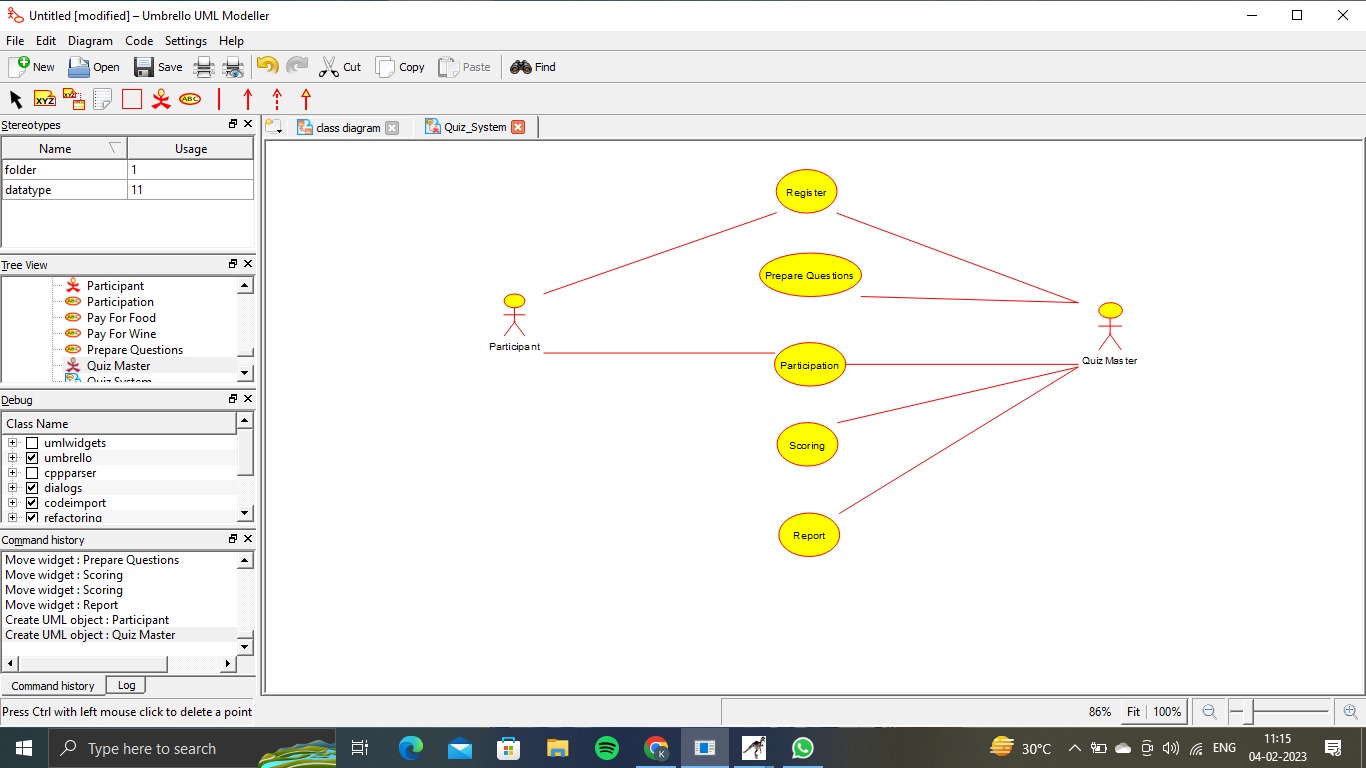 Untitled [modified] – Umbrello UML Modeller
File Edit Diagram Code Settings Help
New Open Save Cut Copy Paste Find
XYZ XYZ ABC
Stereotypes
Name Usage
folder 1
datatype 11
Tree View
Participant
Participation
Pay For Food
Pay For Wine
Prepare Questions
Quiz Master
Quiz System
Debug
Class Name
umlwidgets
umbrello
cppparser
dialogs
codeimport
refactoring
Command history
Move widget : Prepare Questions
Move widget : Scoring
Move widget : Scoring
Move widget : Report
Create UML object : Participant
Create UML object : Quiz Master
Command history Log
Press Ctrl with left mouse click to delete a point
class diagram Quiz_System
Register
Prepare Questions
Participant
Participation
Quiz Master
Scoring
Report
86% Fit 100%
Type here to search
30°C ENG 11:15
04-02-2023